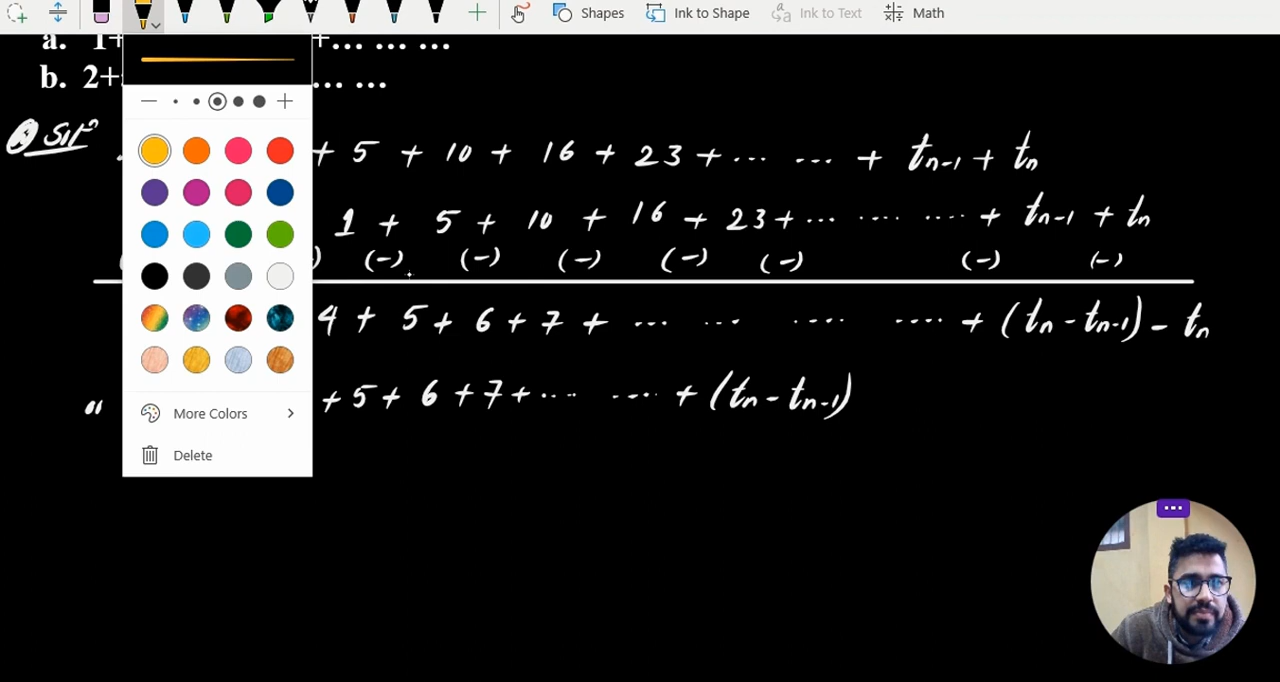 Shapes Ink to Shape Ink to Text Math
a. 1+ +... ... ...
b. 2+ ... ...
Solⁿ + 5 + 10 + 16 + 23 + ... ... + tₙ₋₁ + tₙ
1 + 5 + 10 + 16 + 23 + ... .... .... + tₙ₋₁ + tₙ
) (-) (-) (-) (-) (-) (-) (-)
4 + 5 + 6 + 7 + .... ... .... .... + (tₙ - tₙ₋₁) - tₙ
+ 5 + 6 + 7 + .... .... + (tₙ - tₙ₋₁)
More Colors
Delete